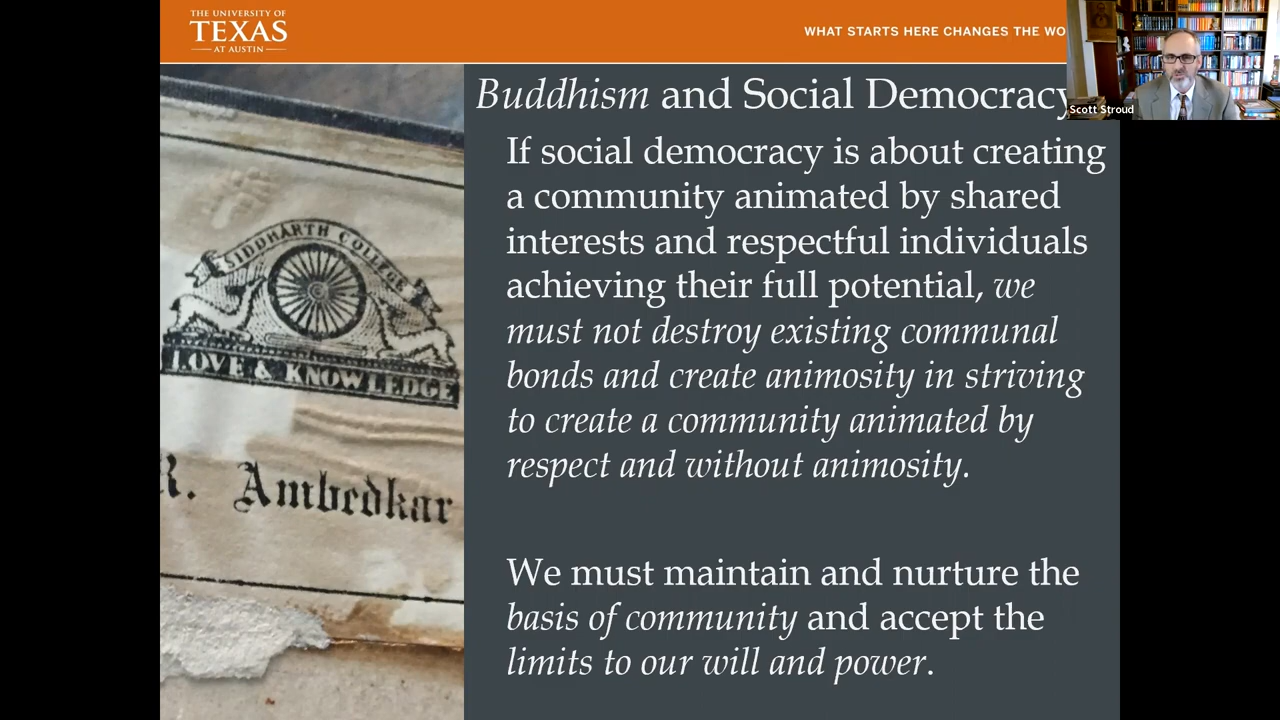 THE UNIVERSITY OF
TEXAS
AT AUSTIN
WHAT STARTS HERE CHANGES THE WO
Scott Stroud
SIDDHARTH COLLEGE
LOVE & KNOWLEDGE
R. Ambedkar
Buddhism and Social Democracy
If social democracy is about creating
a community animated by shared
interests and respectful individuals
achieving their full potential, we
must not destroy existing communal
bonds and create animosity in striving
to create a community animated by
respect and without animosity.
We must maintain and nurture the
basis of community and accept the
limits to our will and power.